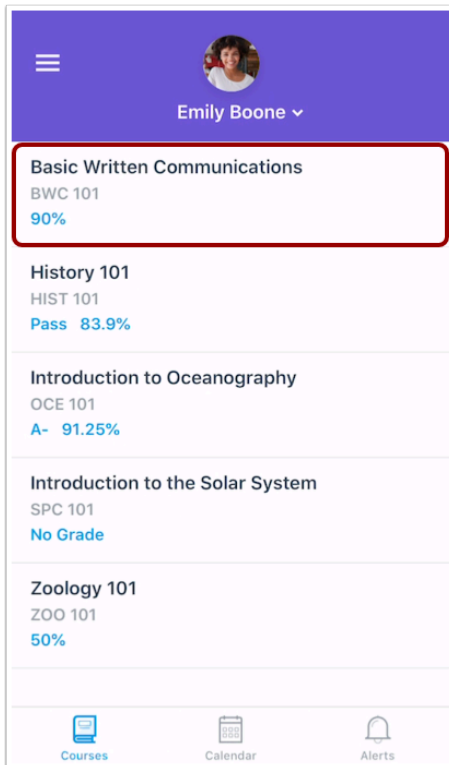 Emily Boone
Basic Written Communications
BWC 101
90%
History 101
HIST 101
Pass 83.9%
Introduction to Oceanography
OCE 101
A- 91.25%
Introduction to the Solar System
SPC 101
No Grade
Zoology 101
ZOO 101
50%
Courses Calendar Alerts